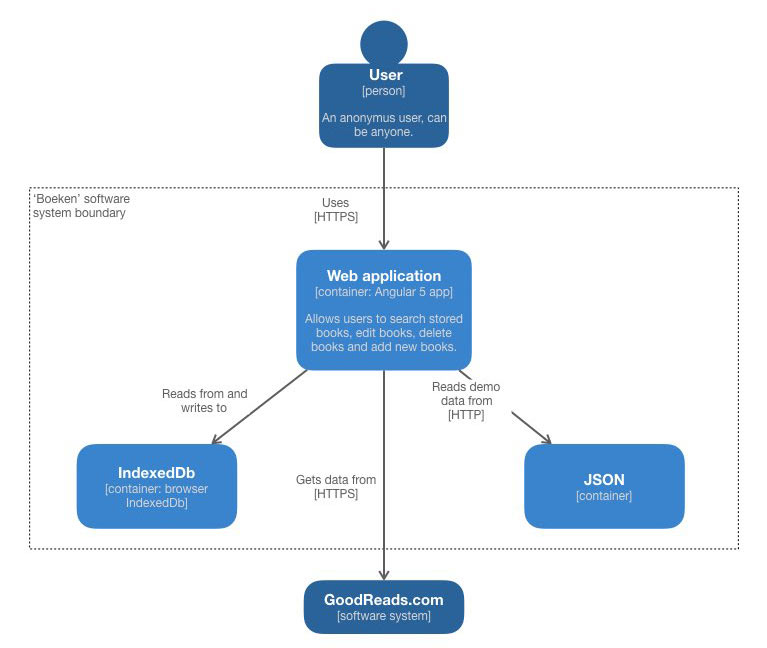 User
[person]
An anonymus user, can
be anyone.
'Boeken' software
system boundary
Uses
[HTTPS]
Web application
[container: Angular 5 app]
Allows users to search stored
books, edit books, delete
books and add new books.
Reads from and
writes to
Reads demo
data from
[HTTP]
IndexedDb
[container: browser
IndexedDb]
Gets data from
[HTTPS]
JSON
[container]
GoodReads.com
[software system]